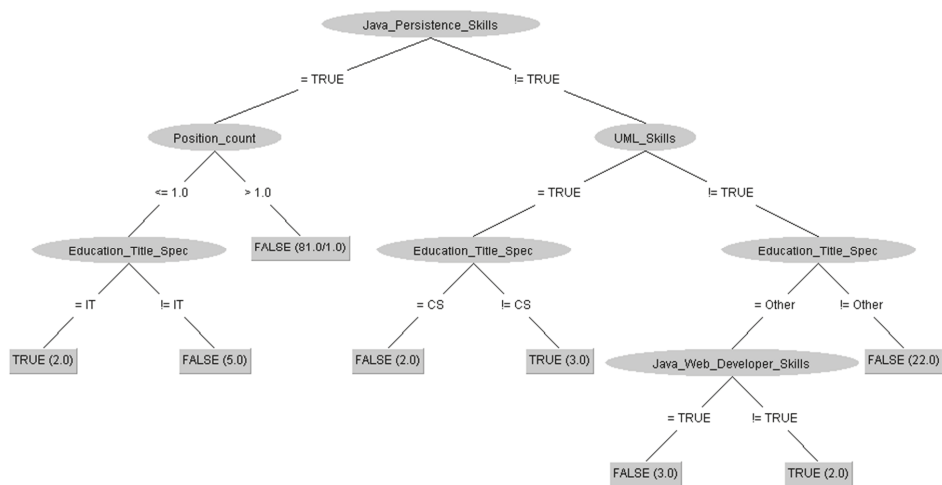 Java_Persistence_Skills
= TRUE
!= TRUE
Position_count
UML_Skills
<= 1.0
> 1.0
= TRUE
!= TRUE
Education_Title_Spec
FALSE (81.0/1.0)
Education_Title_Spec
Education_Title_Spec
= IT
!= IT
= CS
!= CS
= Other
!= Other
TRUE (2.0)
FALSE (5.0)
FALSE (2.0)
TRUE (3.0)
Java_Web_Developer_Skills
FALSE (22.0)
= TRUE
!= TRUE
FALSE (3.0)
TRUE (2.0)